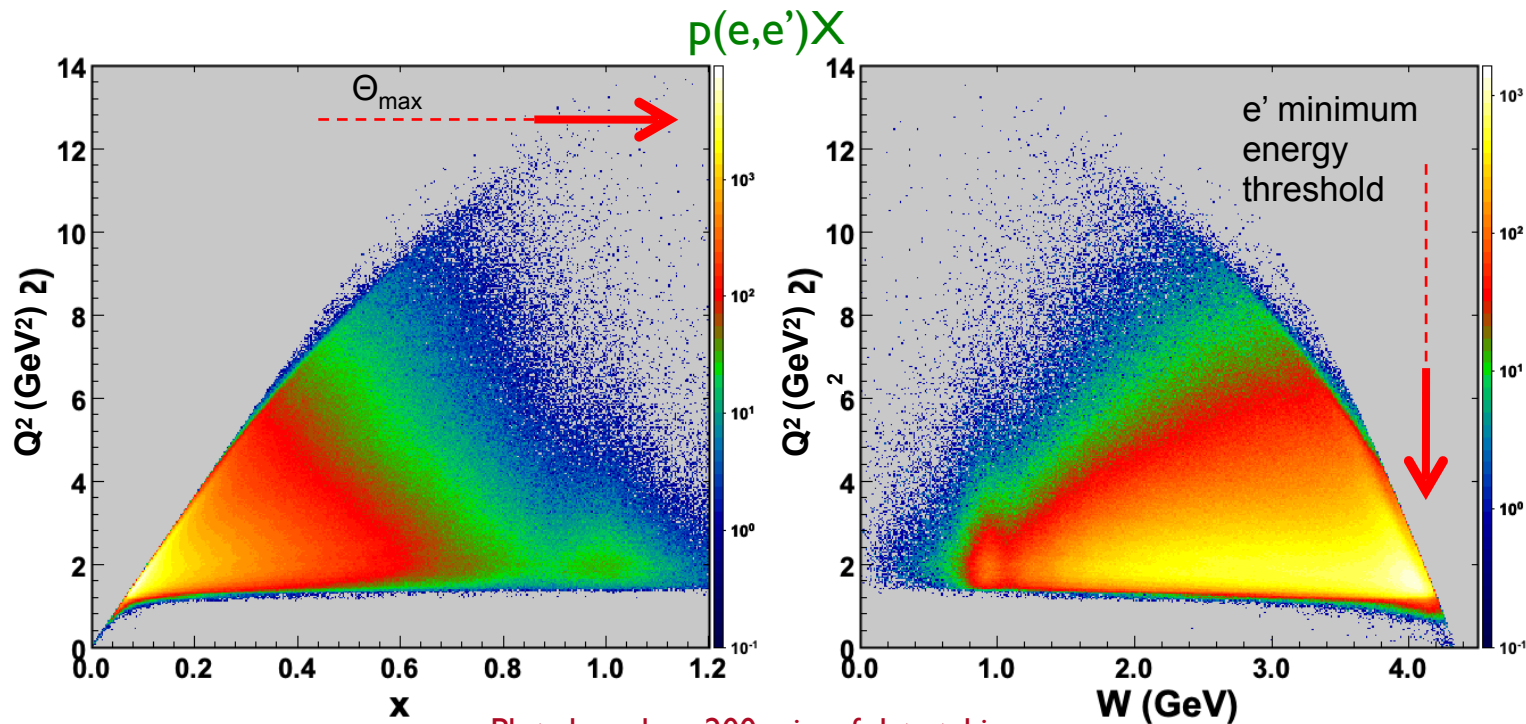 p(e,e')X
14
12
10
8
6
4
2
0
Q² (GeV²) 2)
Θmax
0.0 0.2 0.4 0.6 0.8 1.0 1.2
x
10³
10²
10¹
10⁰
10⁻¹
14
12
10
8
6
4
2
0
Q² (GeV²) 2)
2
e' minimum
energy
threshold
0.0 1.0 2.0 3.0 4.0
W (GeV)
10³
10²
10¹
10⁰
10⁻¹